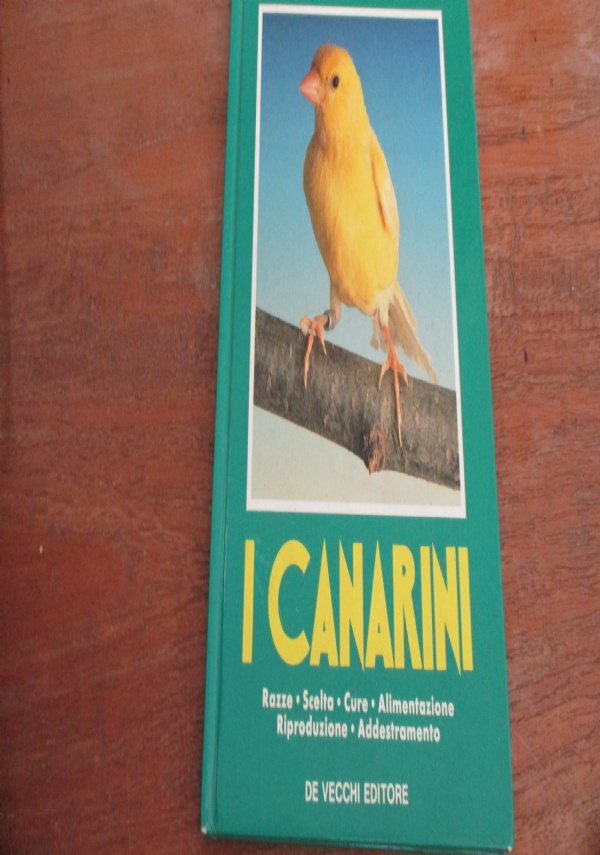 I CANARINI
Razze • Scelta • Cure • Alimentazione
Riproduzione • Addestramento
DE VECCHI EDITORE